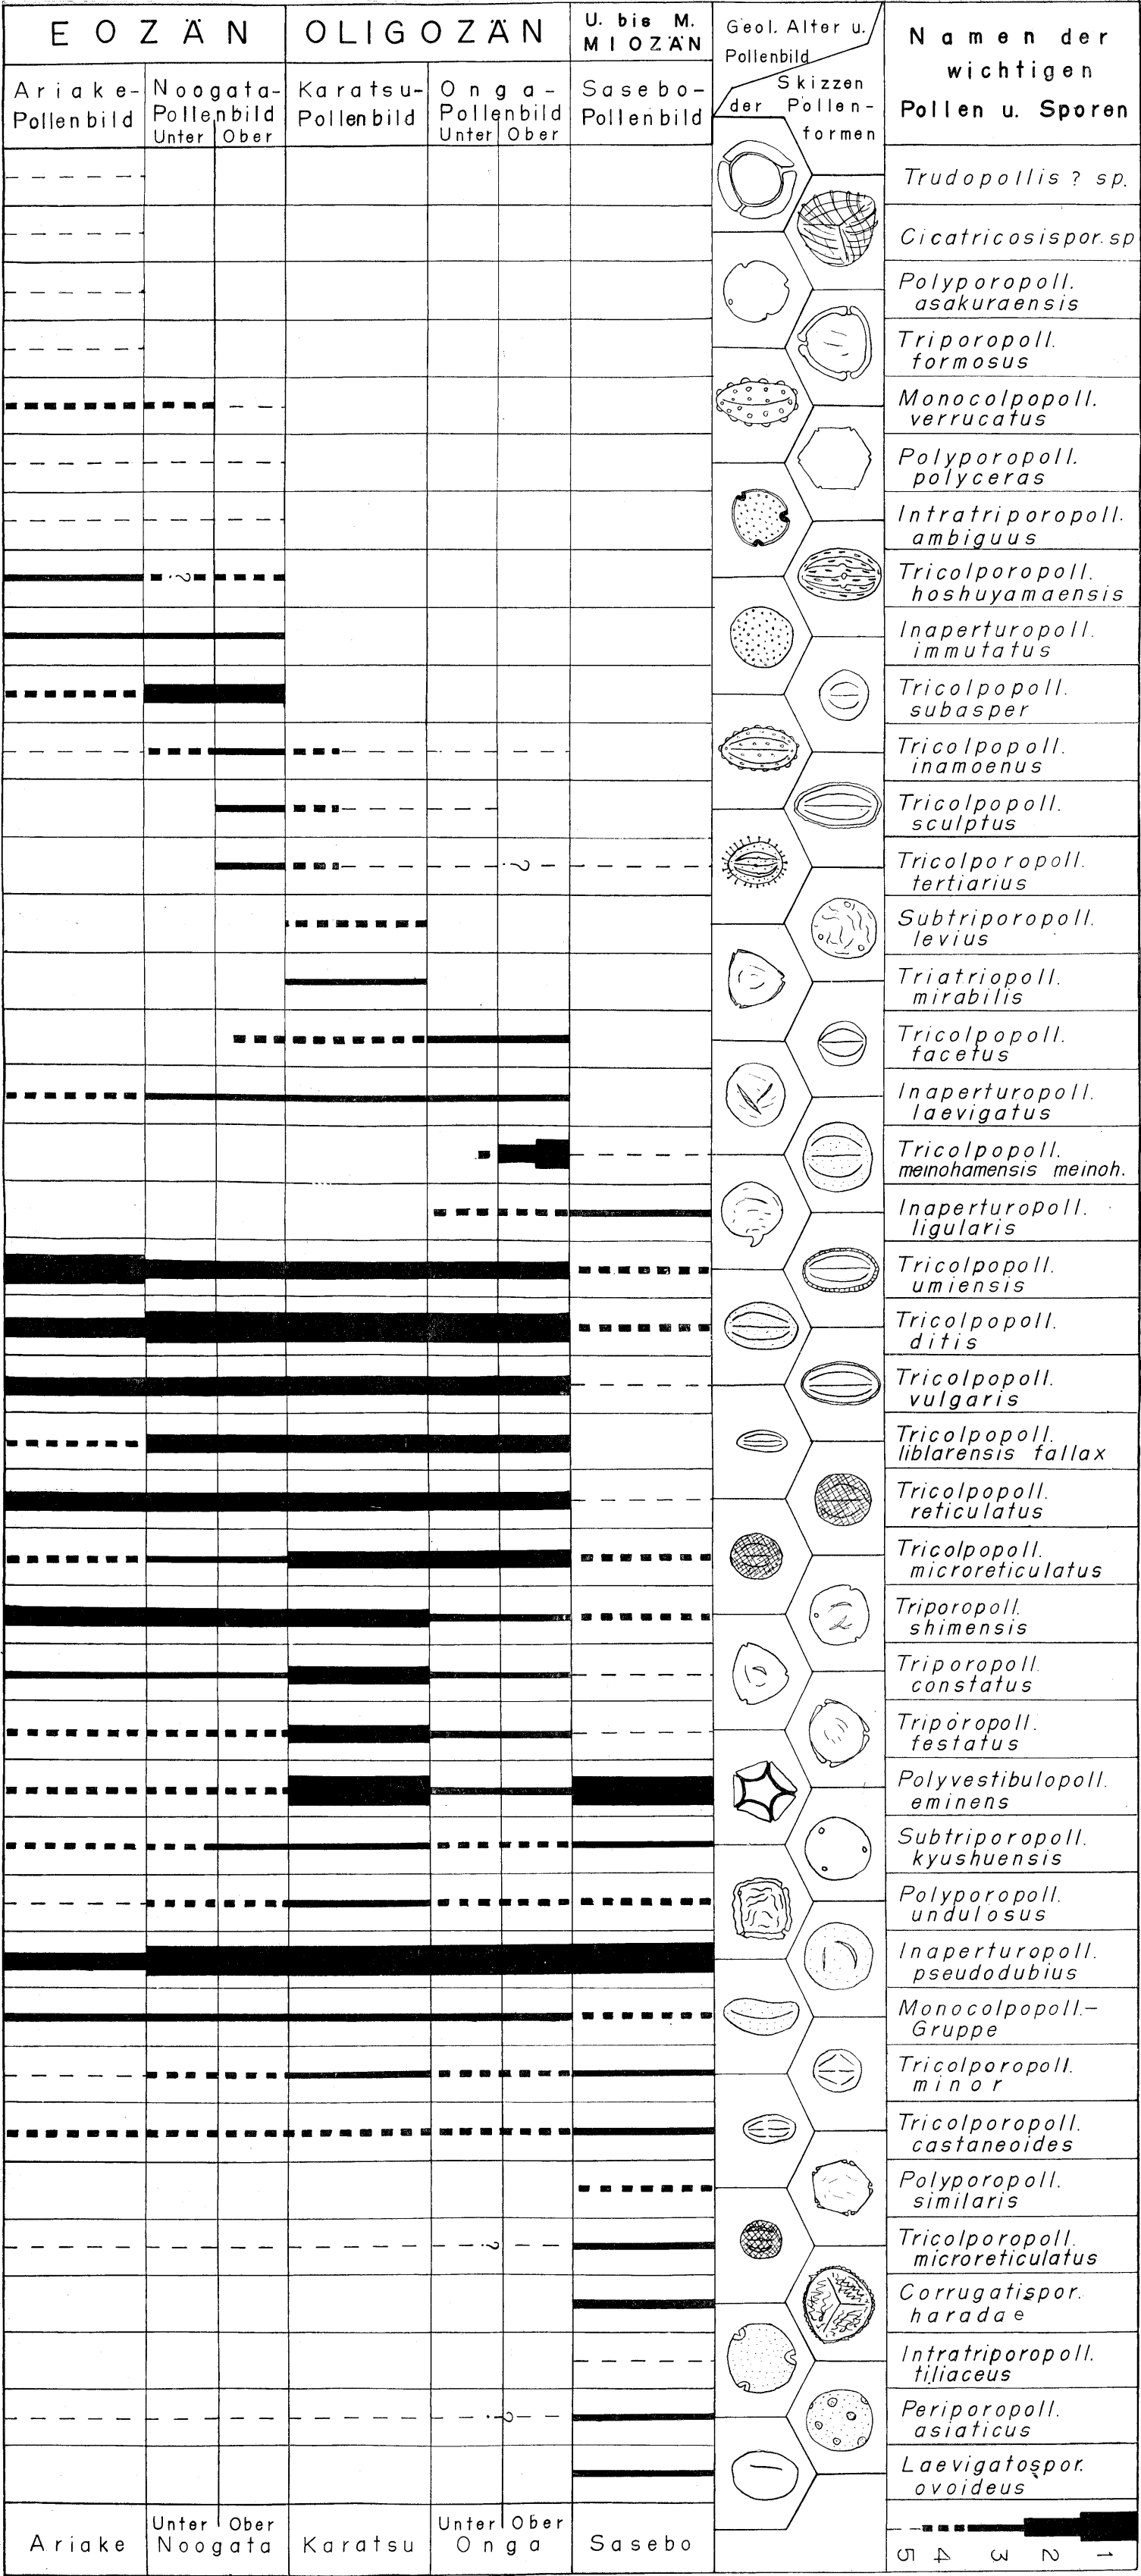 EOZÄN
OLIGOZÄN
U. bis M.
MIOZÄN
Geol. Alter u.
Pollenbild
Skizzen
der Pollen-
formen
Namen der
wichtigen
Pollen u. Sporen
Ariake-
Pollenbild
Noogata-
Pollenbild
Unter Ober
Karatsu-
Pollenbild
Onga-
Pollenbild
Unter Ober
Sasebo-
Pollenbild
Trudopollis ? sp.
Cicatricosispor. sp
Polyporopoll.
asakuraensis
Triporopoll.
formosus
Monocolpopoll.
verrucatus
Polyporopoll.
polyceras
Intratriporopoll.
ambiguus
?
Tricolporopoll.
hoshuyamaensis
Inaperturopoll.
immutatus
Tricolpopoll.
subasper
Tricolpopoll.
inamoenus
Tricolpopoll.
sculptus
?
Tricolporopoll.
tertiarius
Subtriporopoll.
levius
Triatriopoll.
mirabilis
Tricolpopoll.
facetus
Inaperturopoll.
laevigatus
Tricolpopoll.
meinohamensis meinoh.
Inaperturopoll.
ligularis
Tricolpopoll.
umiensis
Tricolpopoll.
ditis
Tricolpopoll.
vulgaris
Tricolpopoll.
liblarensis fallax
Tricolpopoll.
reticulatus
Tricolpopoll.
microreticulatus
Triporopoll.
shimensis
Triporopoll.
constatus
Triporopoll.
festatus
Polyvestibulopoll.
eminens
Subtriporopoll.
kyushuensis
Polyporopoll.
undulosus
Inaperturopoll.
pseudodubius
Monocolpopoll.-
Gruppe
Tricolporopoll.
minor
Tricolporopoll.
castaneoides
Polyporopoll.
similaris
?
Tricolporopoll.
microreticulatus
Corrugatispor.
haradae
Intratriporopoll.
tiliaceus
?
Periporopoll.
asiaticus
Laevigatospor.
ovoideus
Ariake
Unter Ober
Noogata
Karatsu
Unter Ober
Onga
Sasebo
5 4 3 2 1